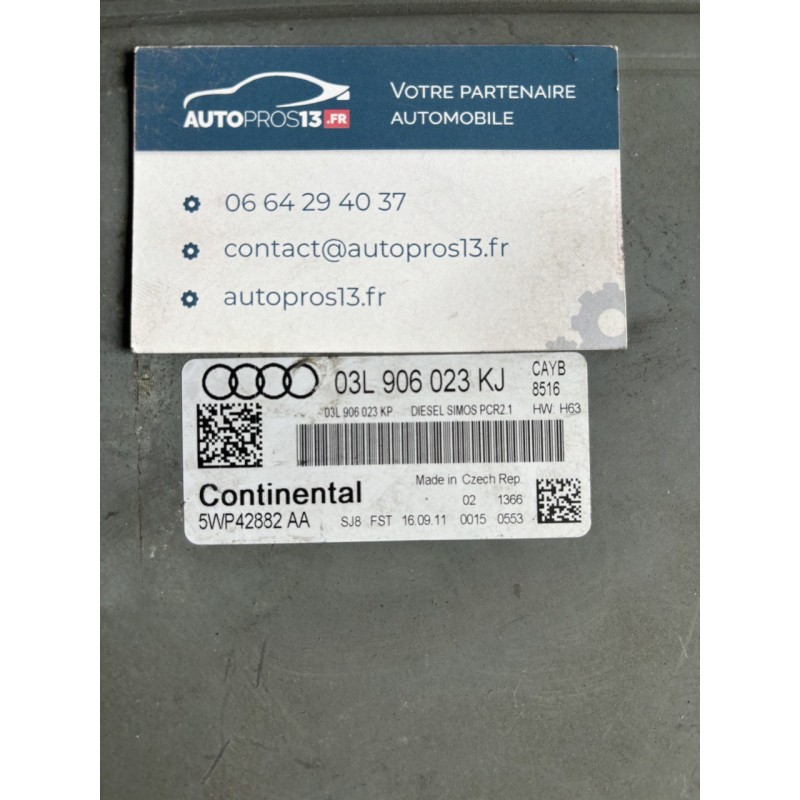 AUTOPROS13.FR
VOTRE PARTENAIRE
AUTOMOBILE
06 64 29 40 37
contact@autopros13.fr
autopros13.fr
03L 906 023 KJ
CAYB
8516
03L 906 023 KP DIESEL SIMOS PCR2.1 HW: H63
Continental
Made in Czech Rep
02 1366
5WP42882 AA
SJ8 FST 16.09.11 0015 0553